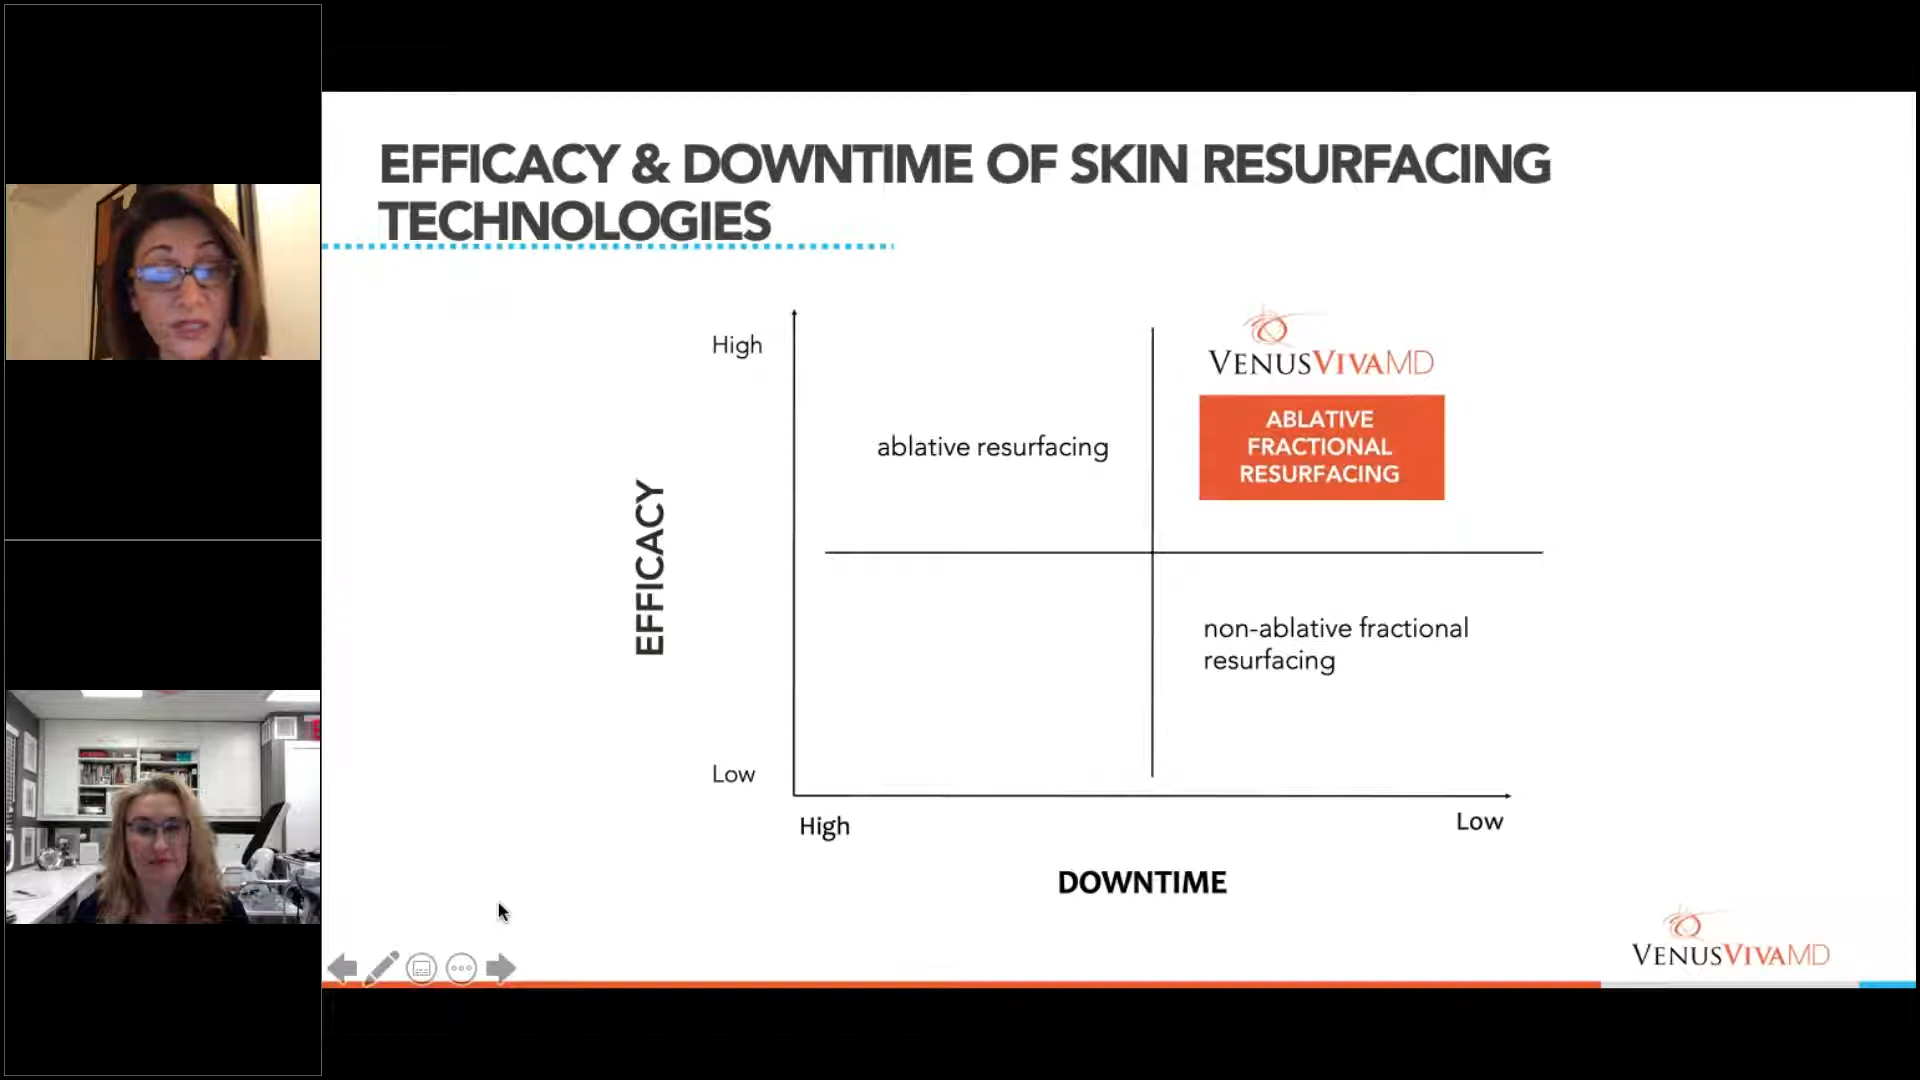 EFFICACY & DOWNTIME OF SKIN RESURFACING
TECHNOLOGIES
High
VENUSVIVAMD
ABLATIVE
FRACTIONAL
RESURFACING
ablative resurfacing
EFFICACY
non-ablative fractional
resurfacing
Low
High
Low
DOWNTIME
VENUSVIVAMD